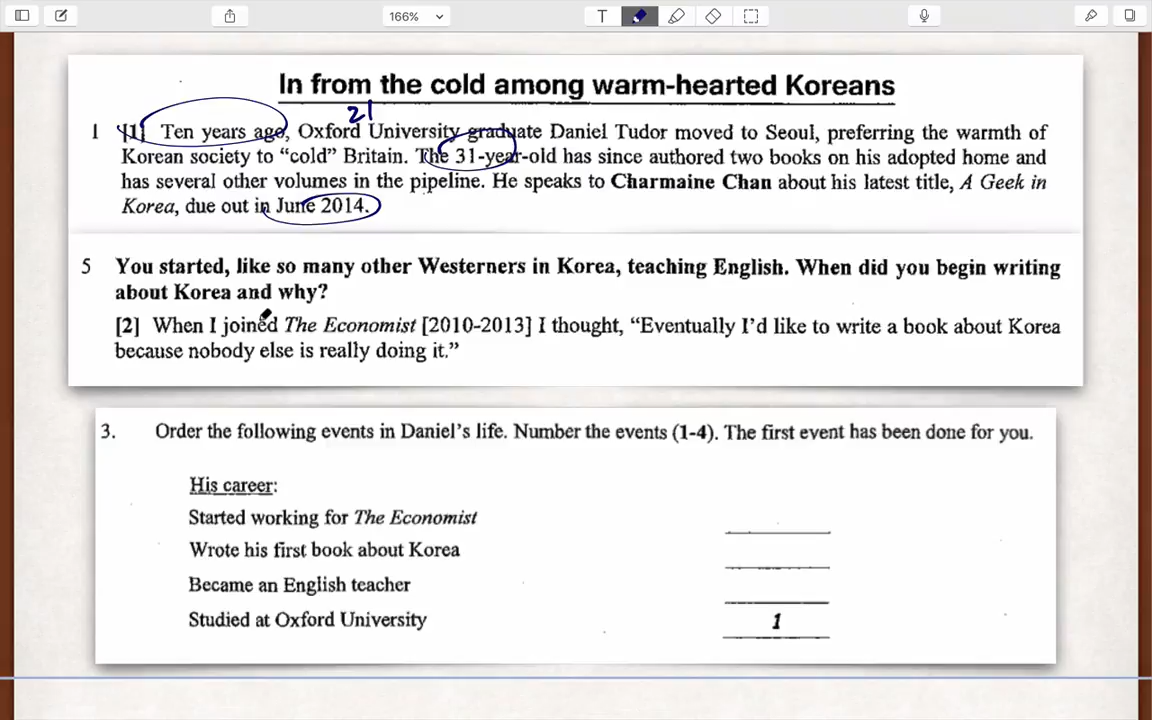 166%
T
In from the cold among warm-hearted Koreans
21
1 [1] Ten years ago, Oxford University graduate Daniel Tudor moved to Seoul, preferring the warmth of
Korean society to “cold” Britain. The 31-year-old has since authored two books on his adopted home and
has several other volumes in the pipeline. He speaks to Charmaine Chan about his latest title, A Geek in
Korea, due out in June 2014.
5 You started, like so many other Westerners in Korea, teaching English. When did you begin writing
about Korea and why?
[2] When I joined The Economist [2010-2013] I thought, “Eventually I’d like to write a book about Korea
because nobody else is really doing it.”
3. Order the following events in Daniel’s life. Number the events (1-4). The first event has been done for you.
His career:
Started working for The Economist
Wrote his first book about Korea
Became an English teacher
Studied at Oxford University 1